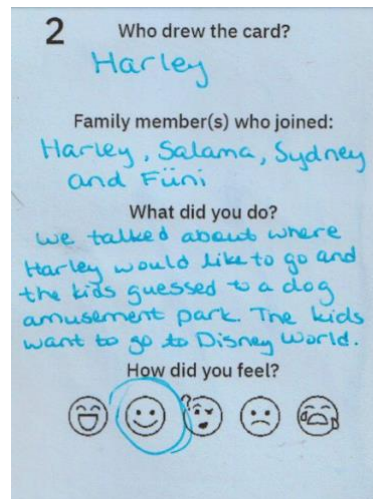 2
Who drew the card?
Harley
Family member(s) who joined:
Harley, Salama, Sydney
and Füni
What did you do?
we talked about where
Harley would like to go and
the kids guessed to a dog
amusement park. The kids
want to go to Disney World.
How did you feel?